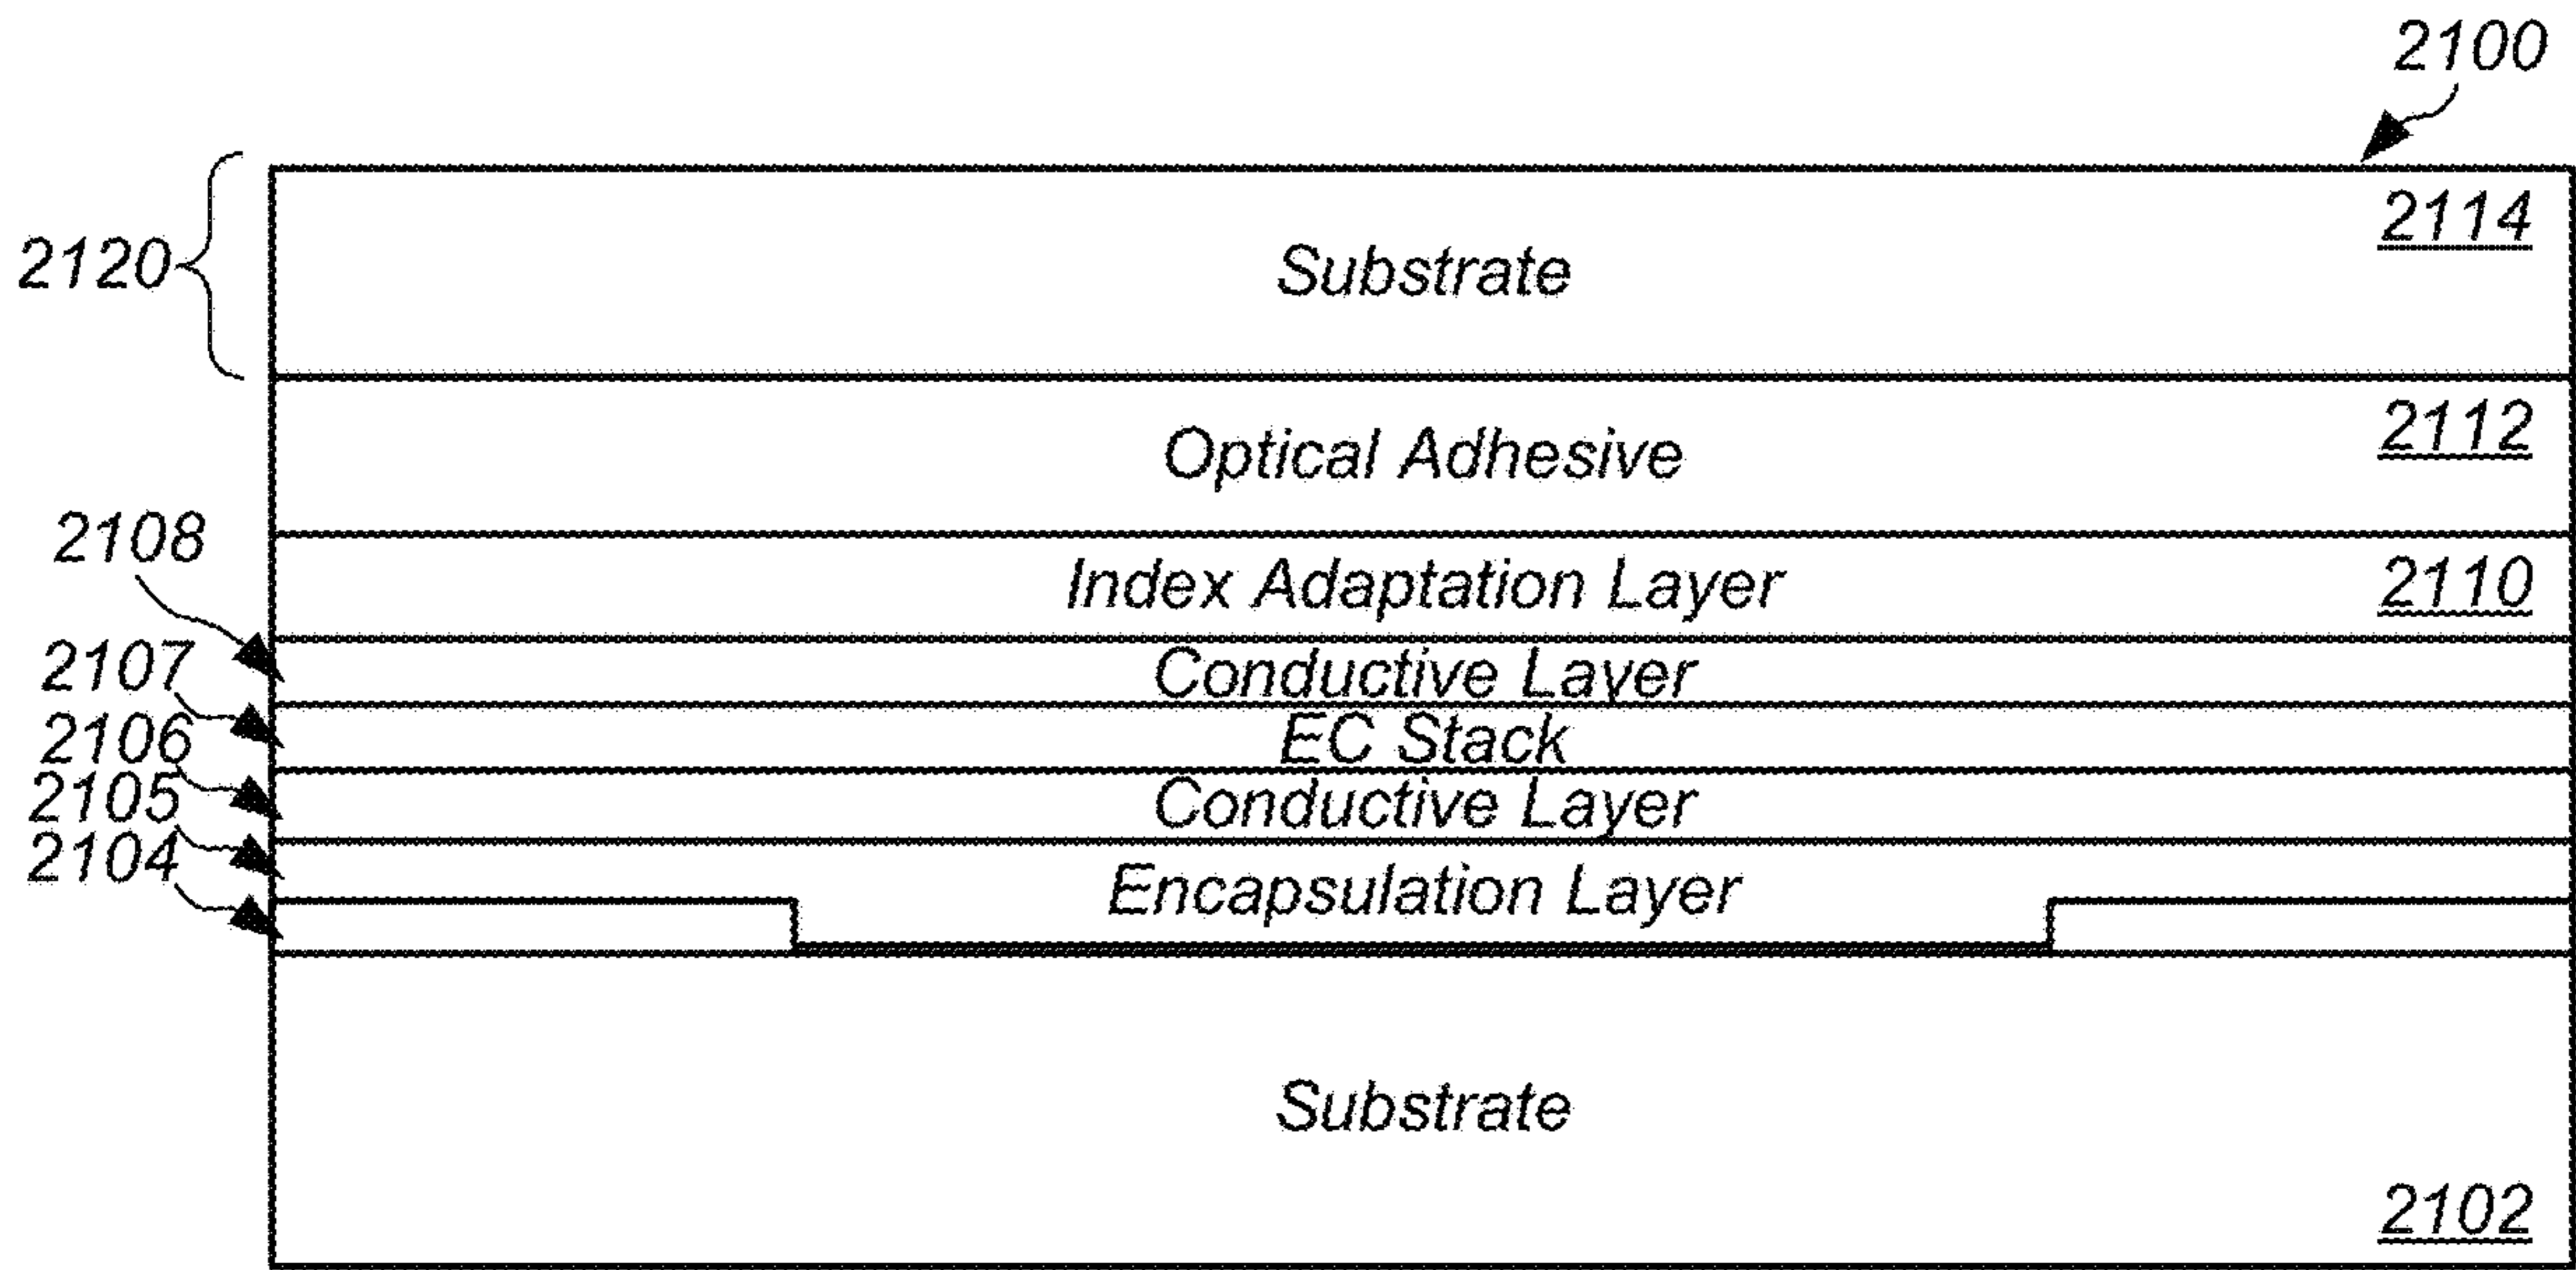 2100
2114
2120
Substrate
2112
Optical Adhesive
2108
Index Adaptation Layer
2110
2107
Conductive Layer
2106
EC Stack
2105
Conductive Layer
2104
Encapsulation Layer
Substrate
2102